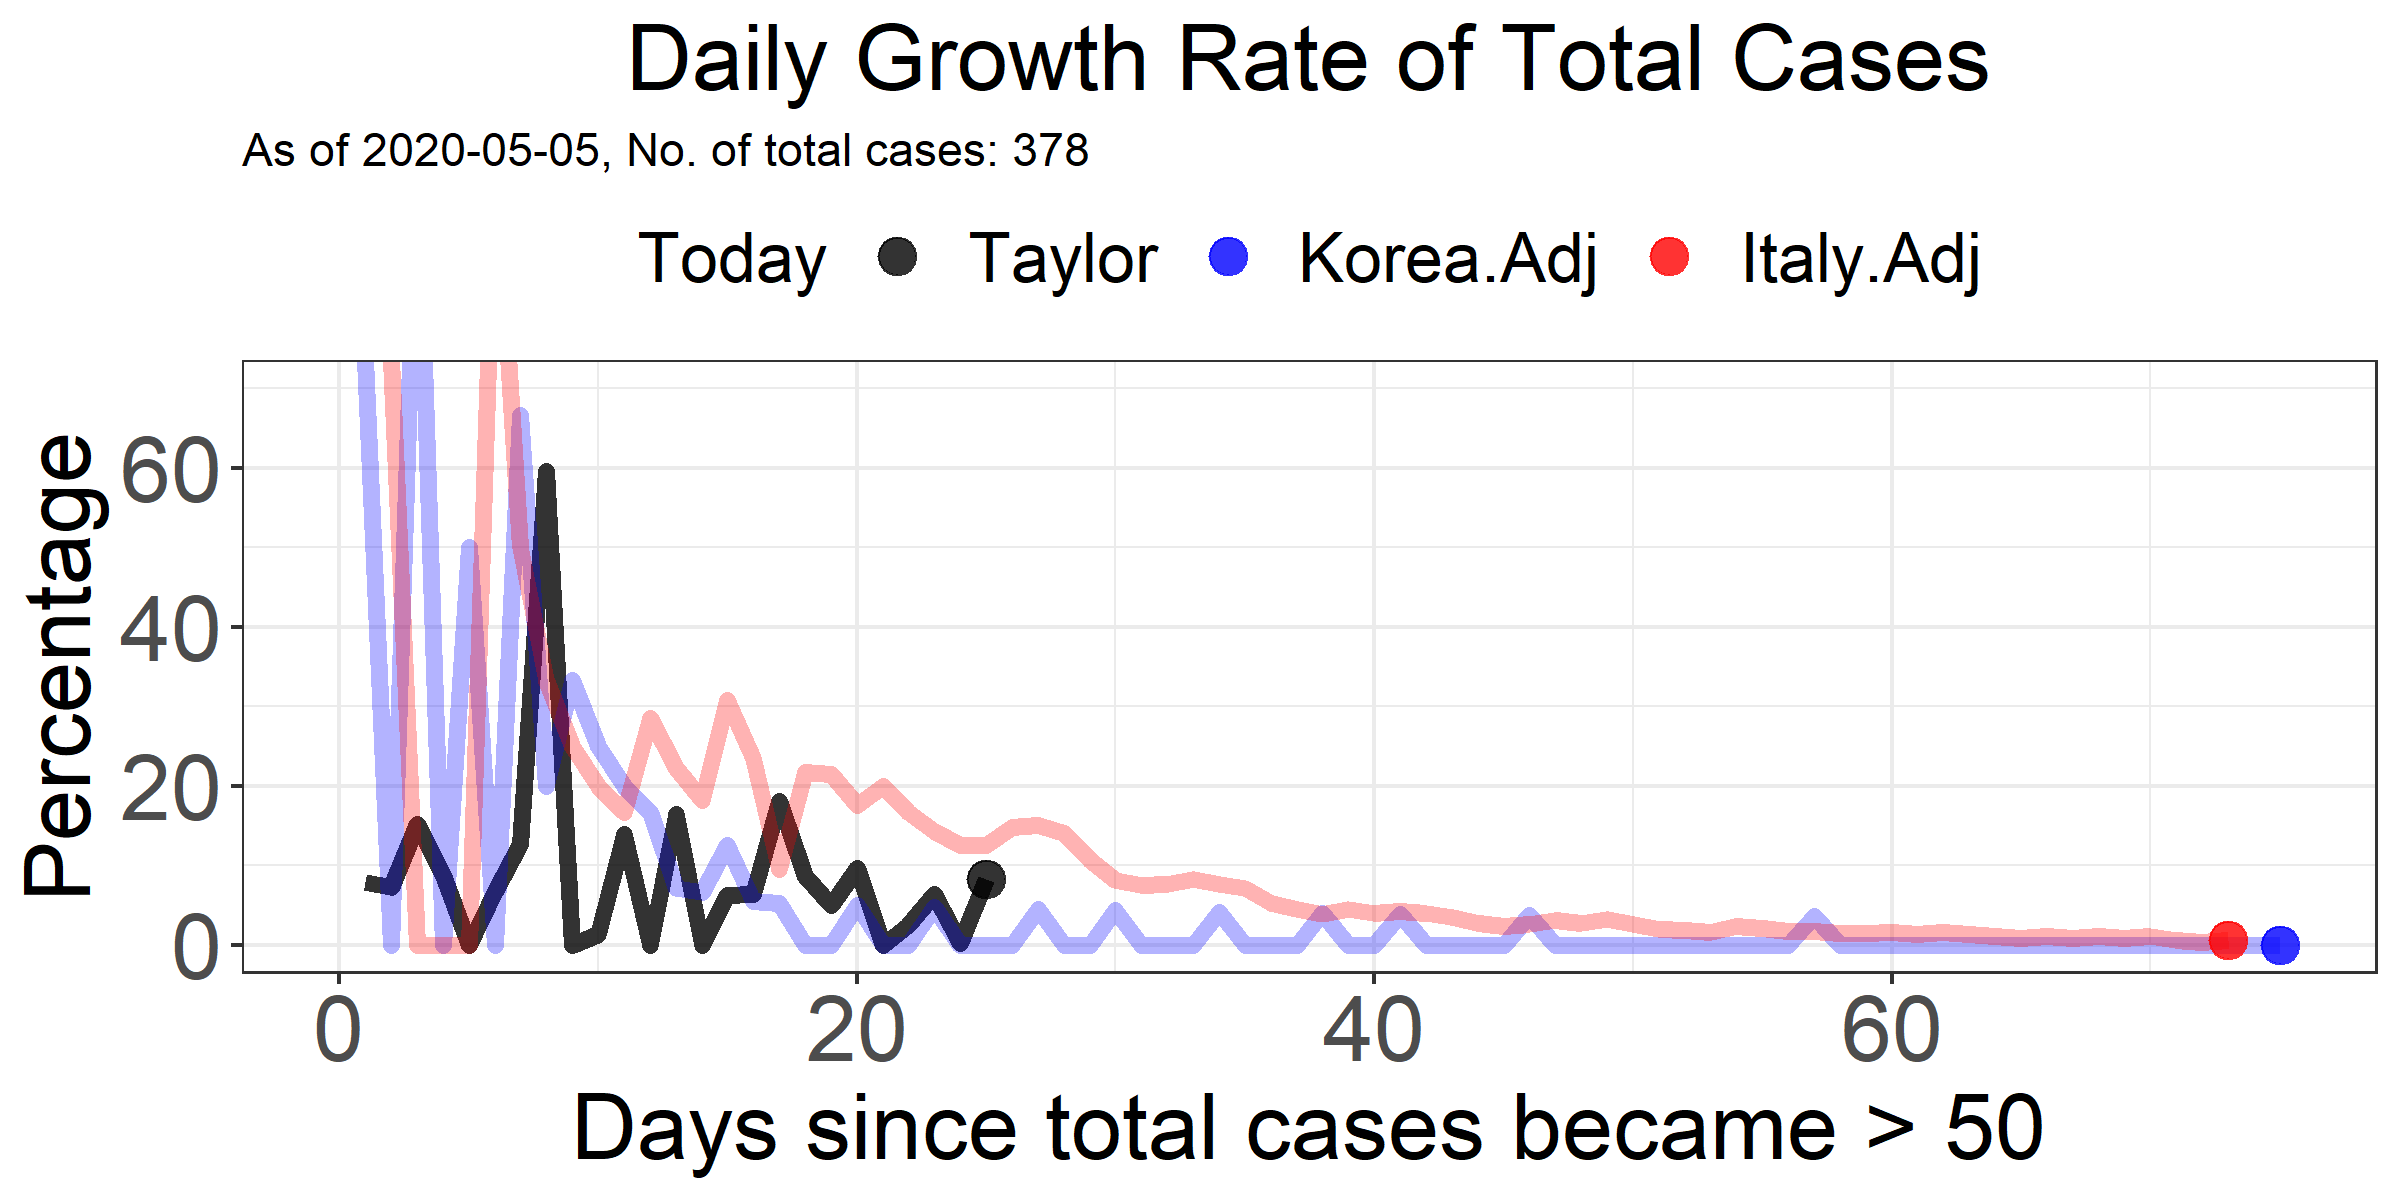 Daily Growth Rate of Total Cases
As of 2020-05-05, No. of total cases: 378
Today Taylor Korea.Adj Italy.Adj
Percentage
60
40
20
0
0 20 40 60
Days since total cases became > 50